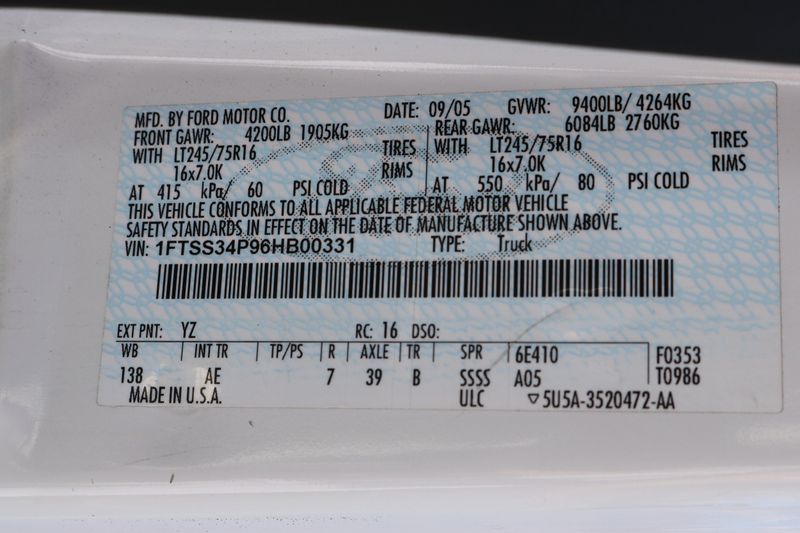 MFD. BY FORD MOTOR CO. DATE: 09/05 GVWR: 9400LB/ 4264KG
FRONT GAWR: 4200LB 1905KG REAR GAWR: 6084LB 2760KG
WITH LT245/75R16 TIRES WITH LT245/75R16 TIRES
16x7.0K RIMS 16x7.0K RIMS
AT 415 kPa/ 60 PSI COLD AT 550 kPa/ 80 PSI COLD
THIS VEHICLE CONFORMS TO ALL APPLICABLE FEDERAL MOTOR VEHICLE
SAFETY STANDARDS IN EFFECT ON THE DATE OF MANUFACTURE SHOWN ABOVE.
VIN: 1FTSS34P96HB00331 TYPE: Truck
EXT PNT: YZ RC: 16 DSO:
WB INT TR TP/PS R AXLE TR SPR 6E410 F0353
138 AE 7 39 B SSSS A05 T0986
MADE IN U.S.A. ULC ▽5U5A-3520472-AA